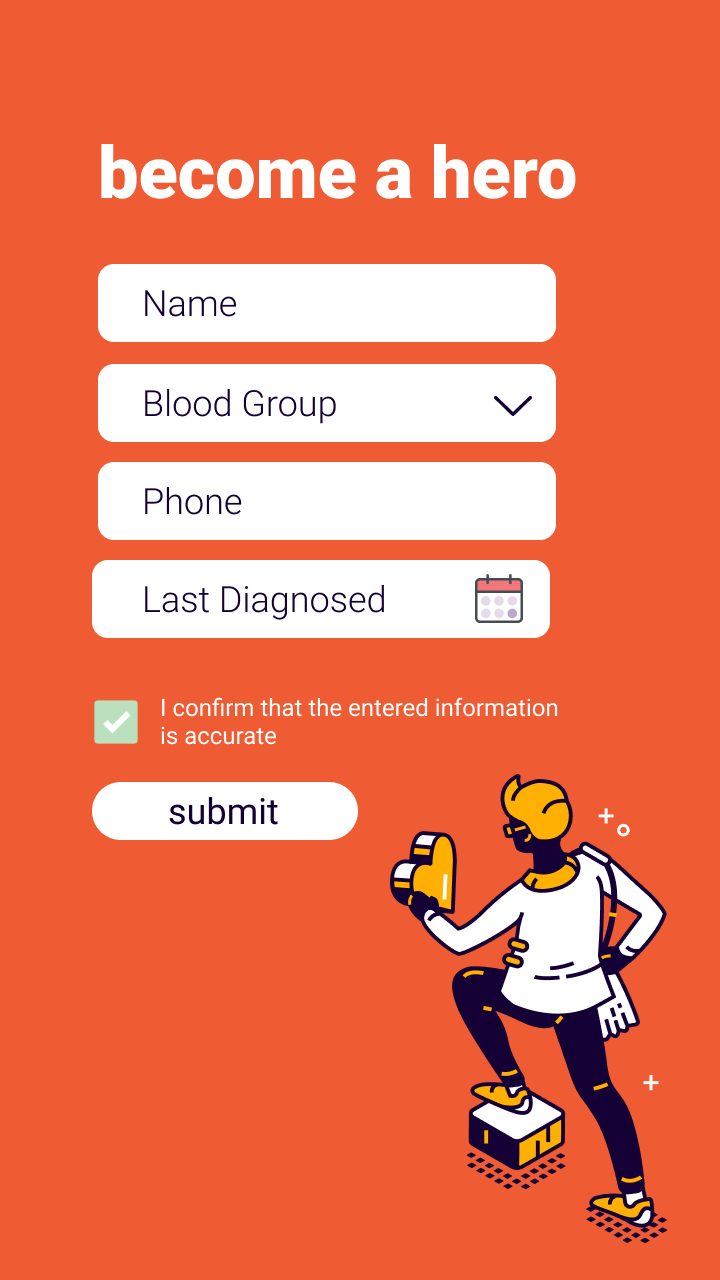 become a hero
Name
Blood Group
Phone
Last Diagnosed
I confirm that the entered information
is accurate
submit